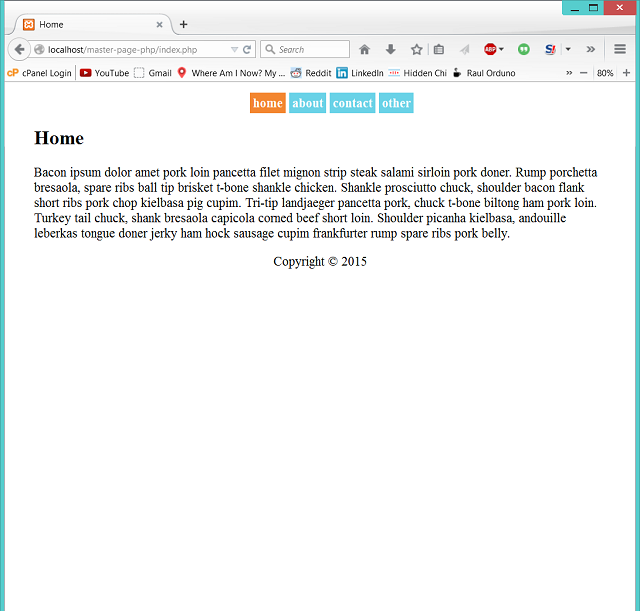 Home
localhost/master-page-php/index.php
Search
ABP
cP cPanel Login
YouTube
Gmail
Where Am I Now? My ...
Reddit
LinkedIn
Hidden Chi
Raul Orduno
80%
home about contact other
Home
Bacon ipsum dolor amet pork loin pancetta filet mignon strip steak salami sirloin pork doner. Rump porchetta
bresaola, spare ribs ball tip brisket t-bone shankle chicken. Shankle prosciutto chuck, shoulder bacon flank
short ribs pork chop kielbasa pig cupim. Tri-tip landjaeger pancetta pork, chuck t-bone biltong ham pork loin.
Turkey tail chuck, shank bresaola capicola corned beef short loin. Shoulder picanha kielbasa, andouille
leberkas tongue doner jerky ham hock sausage cupim frankfurter rump spare ribs pork belly.
Copyright © 2015